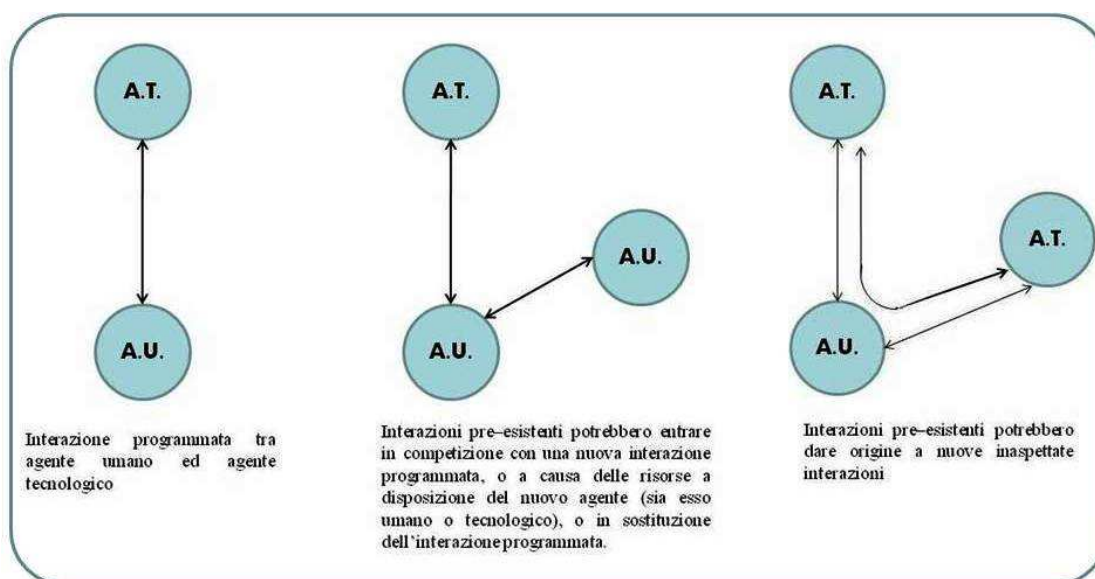 A.T.
A.U.
Interazione programmata tra
agente umano ed agente
tecnologico
A.T.
A.U.
A.U.
Interazioni pre–esistenti potrebbero entrare
in competizione con una nuova interazione
programmata, o a causa delle risorse a
disposizione del nuovo agente (sia esso
umano o tecnologico), o in sostituzione
dell'interazione programmata.
A.T.
A.T.
A.U.
Interazioni pre-esistenti potrebbero
dare origine a nuove inaspettate
interazioni